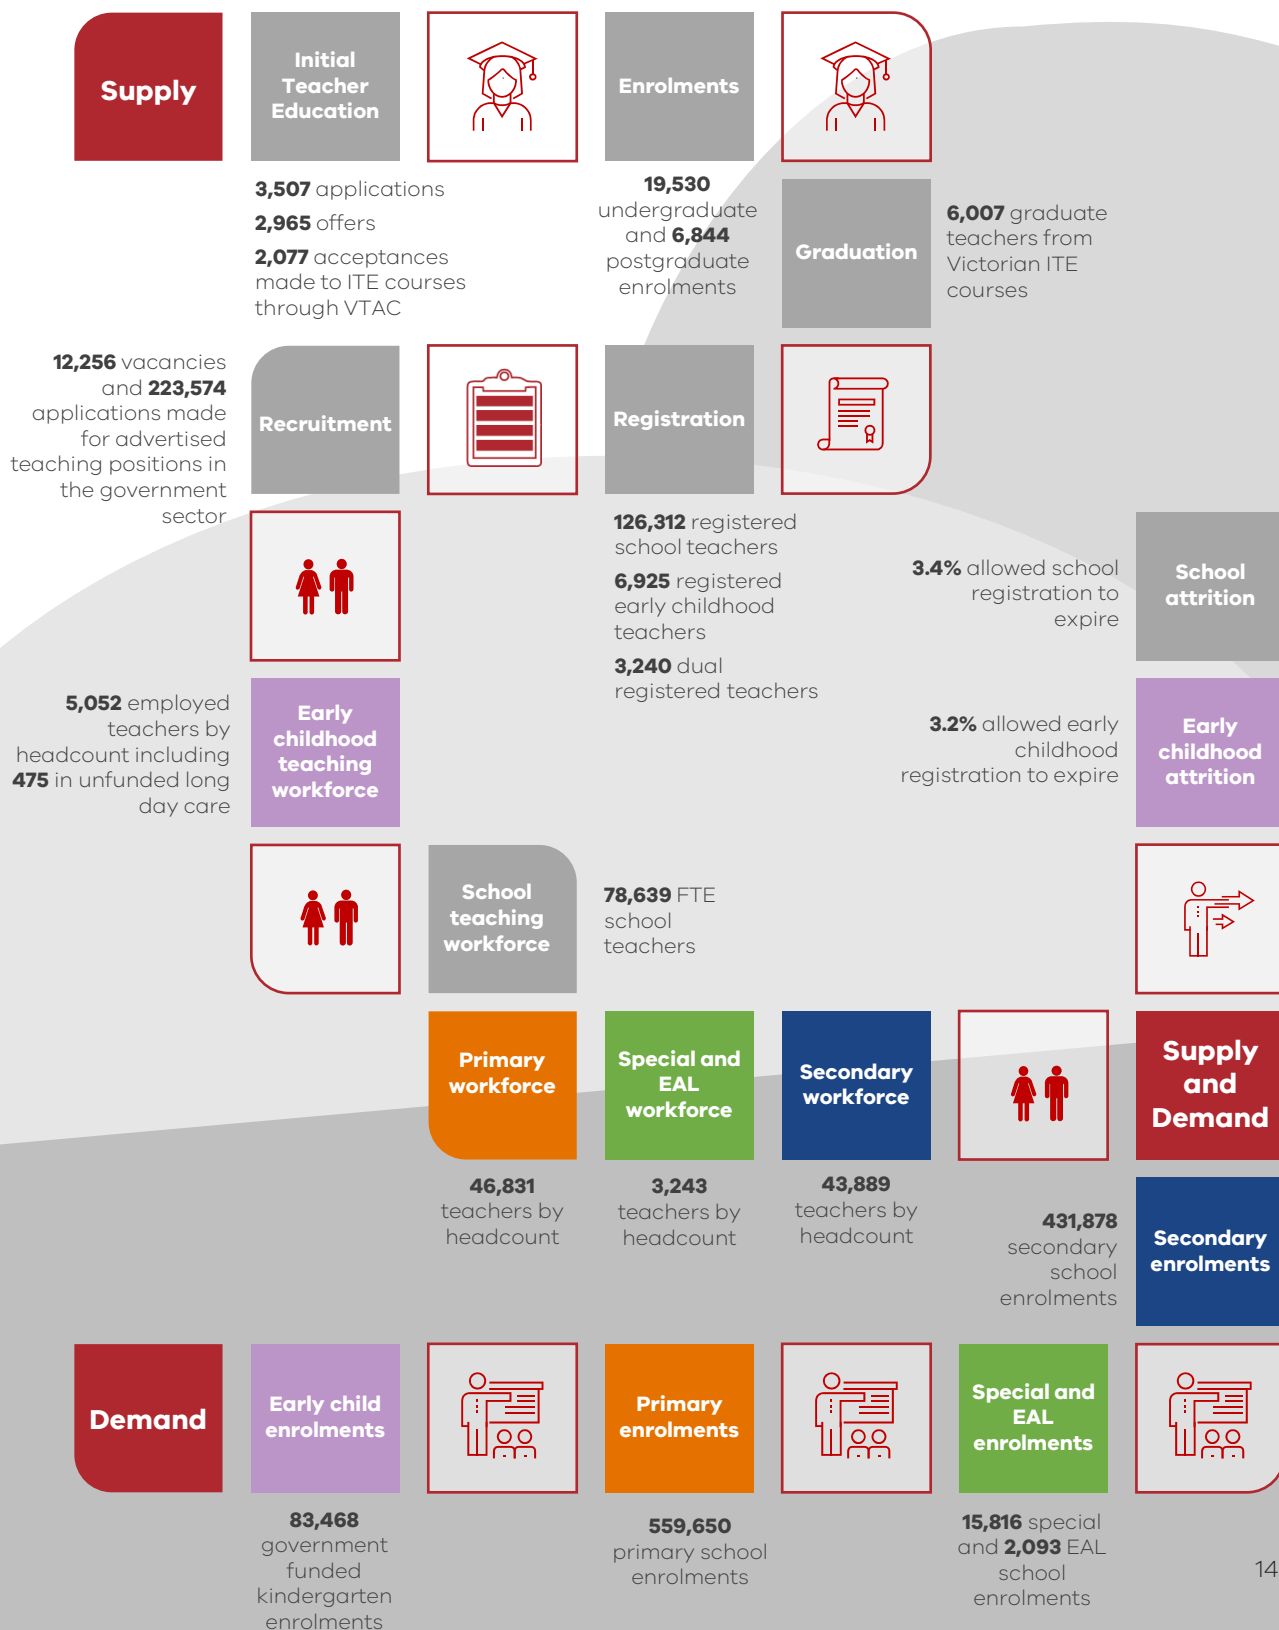 Supply
Initial
Teacher
Education
Enrolments
3,507 applications
2,965 offers
2,077 acceptances
made to ITE courses
through VTAC
19,530
undergraduate
and 6,844
postgraduate
enrolments
Graduation
6,007 graduate
teachers from
Victorian ITE
courses
12,256 vacancies
and 223,574
applications made
for advertised
teaching positions in
the government
sector
Recruitment
Registration
126,312 registered
school teachers
6,925 registered
early childhood
teachers
3,240 dual
registered teachers
3.4% allowed school
registration to
expire
School
attrition
5,052 employed
teachers by
headcount including
475 in unfunded long
day care
Early
childhood
teaching
workforce
3.2% allowed early
childhood
registration to expire
Early
childhood
attrition
School
teaching
workforce
78,639 FTE
school
teachers
Primary
workforce
Special and
EAL
workforce
Secondary
workforce
Supply
and
Demand
46,831
teachers by
headcount
3,243
teachers by
headcount
43,889
teachers by
headcount
431,878
secondary
school
enrolments
Secondary
enrolments
Demand
Early child
enrolments
Primary
enrolments
Special and
EAL
enrolments
83,468
government
funded
kindergarten
enrolments
559,650
primary school
enrolments
15,816 special
and 2,093 EAL
school
enrolments
14